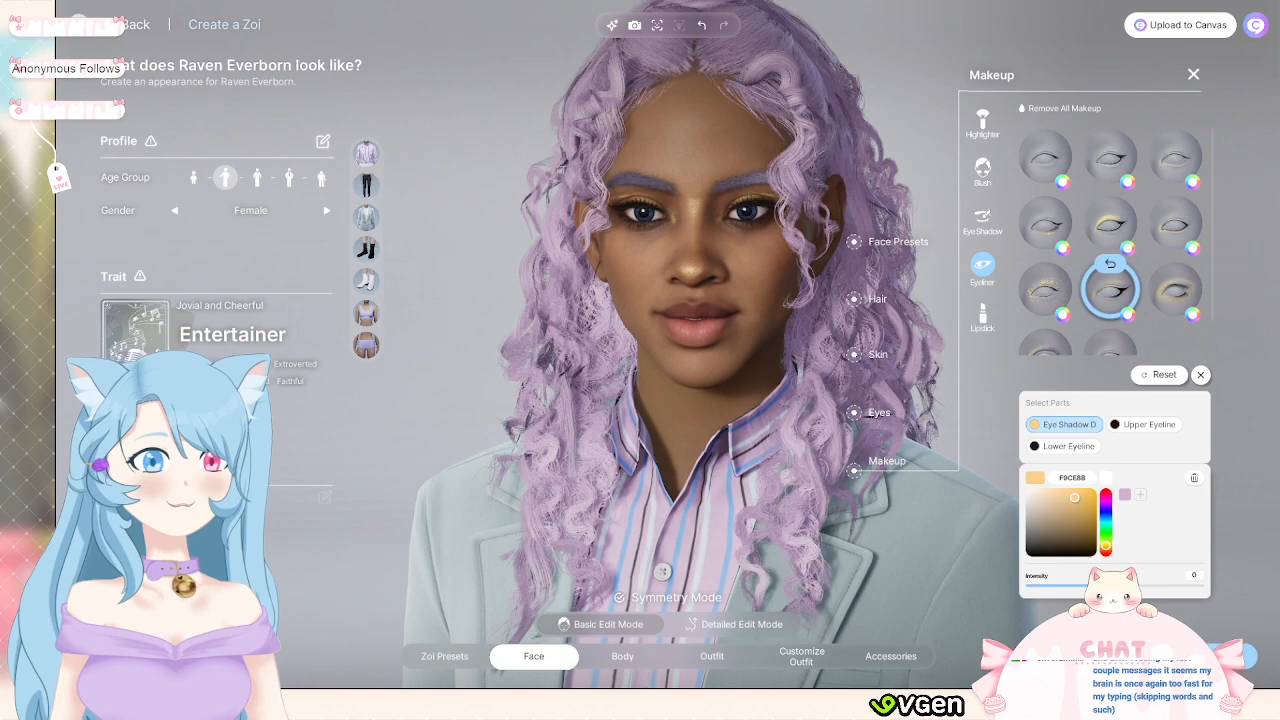 Back
Create a Zoi
Anonymous Follows
at does Raven Everborn look like?
Create an appearance for Raven Everborn.
Profile
Age Group
Gender
Female
Trait
Jovial and Cheerful
Entertainer
Extrovered
Faithful
LIVE
Face Presets
Hair
Skin
Eyes
Makeup
Symmetry Mode
Basic Edit Mode
Detailed Edit Mode
Zoi Presets
Face
Body
Outfit
Customize
Outfit
Accessories
Upload to Canvas
Makeup
Remove All Makeup
Highlighter
Blush
Eye Shadow
Eyeliner
Lipstick
Reset
Select Parts
Eye Shadow D
Upper Eyeline
Lower Eyeline
F9CE8B
Intensity
0
CHAT
couple messages it seems my
brain is once again too fast for
my typing (skipping words and
such)
VGen